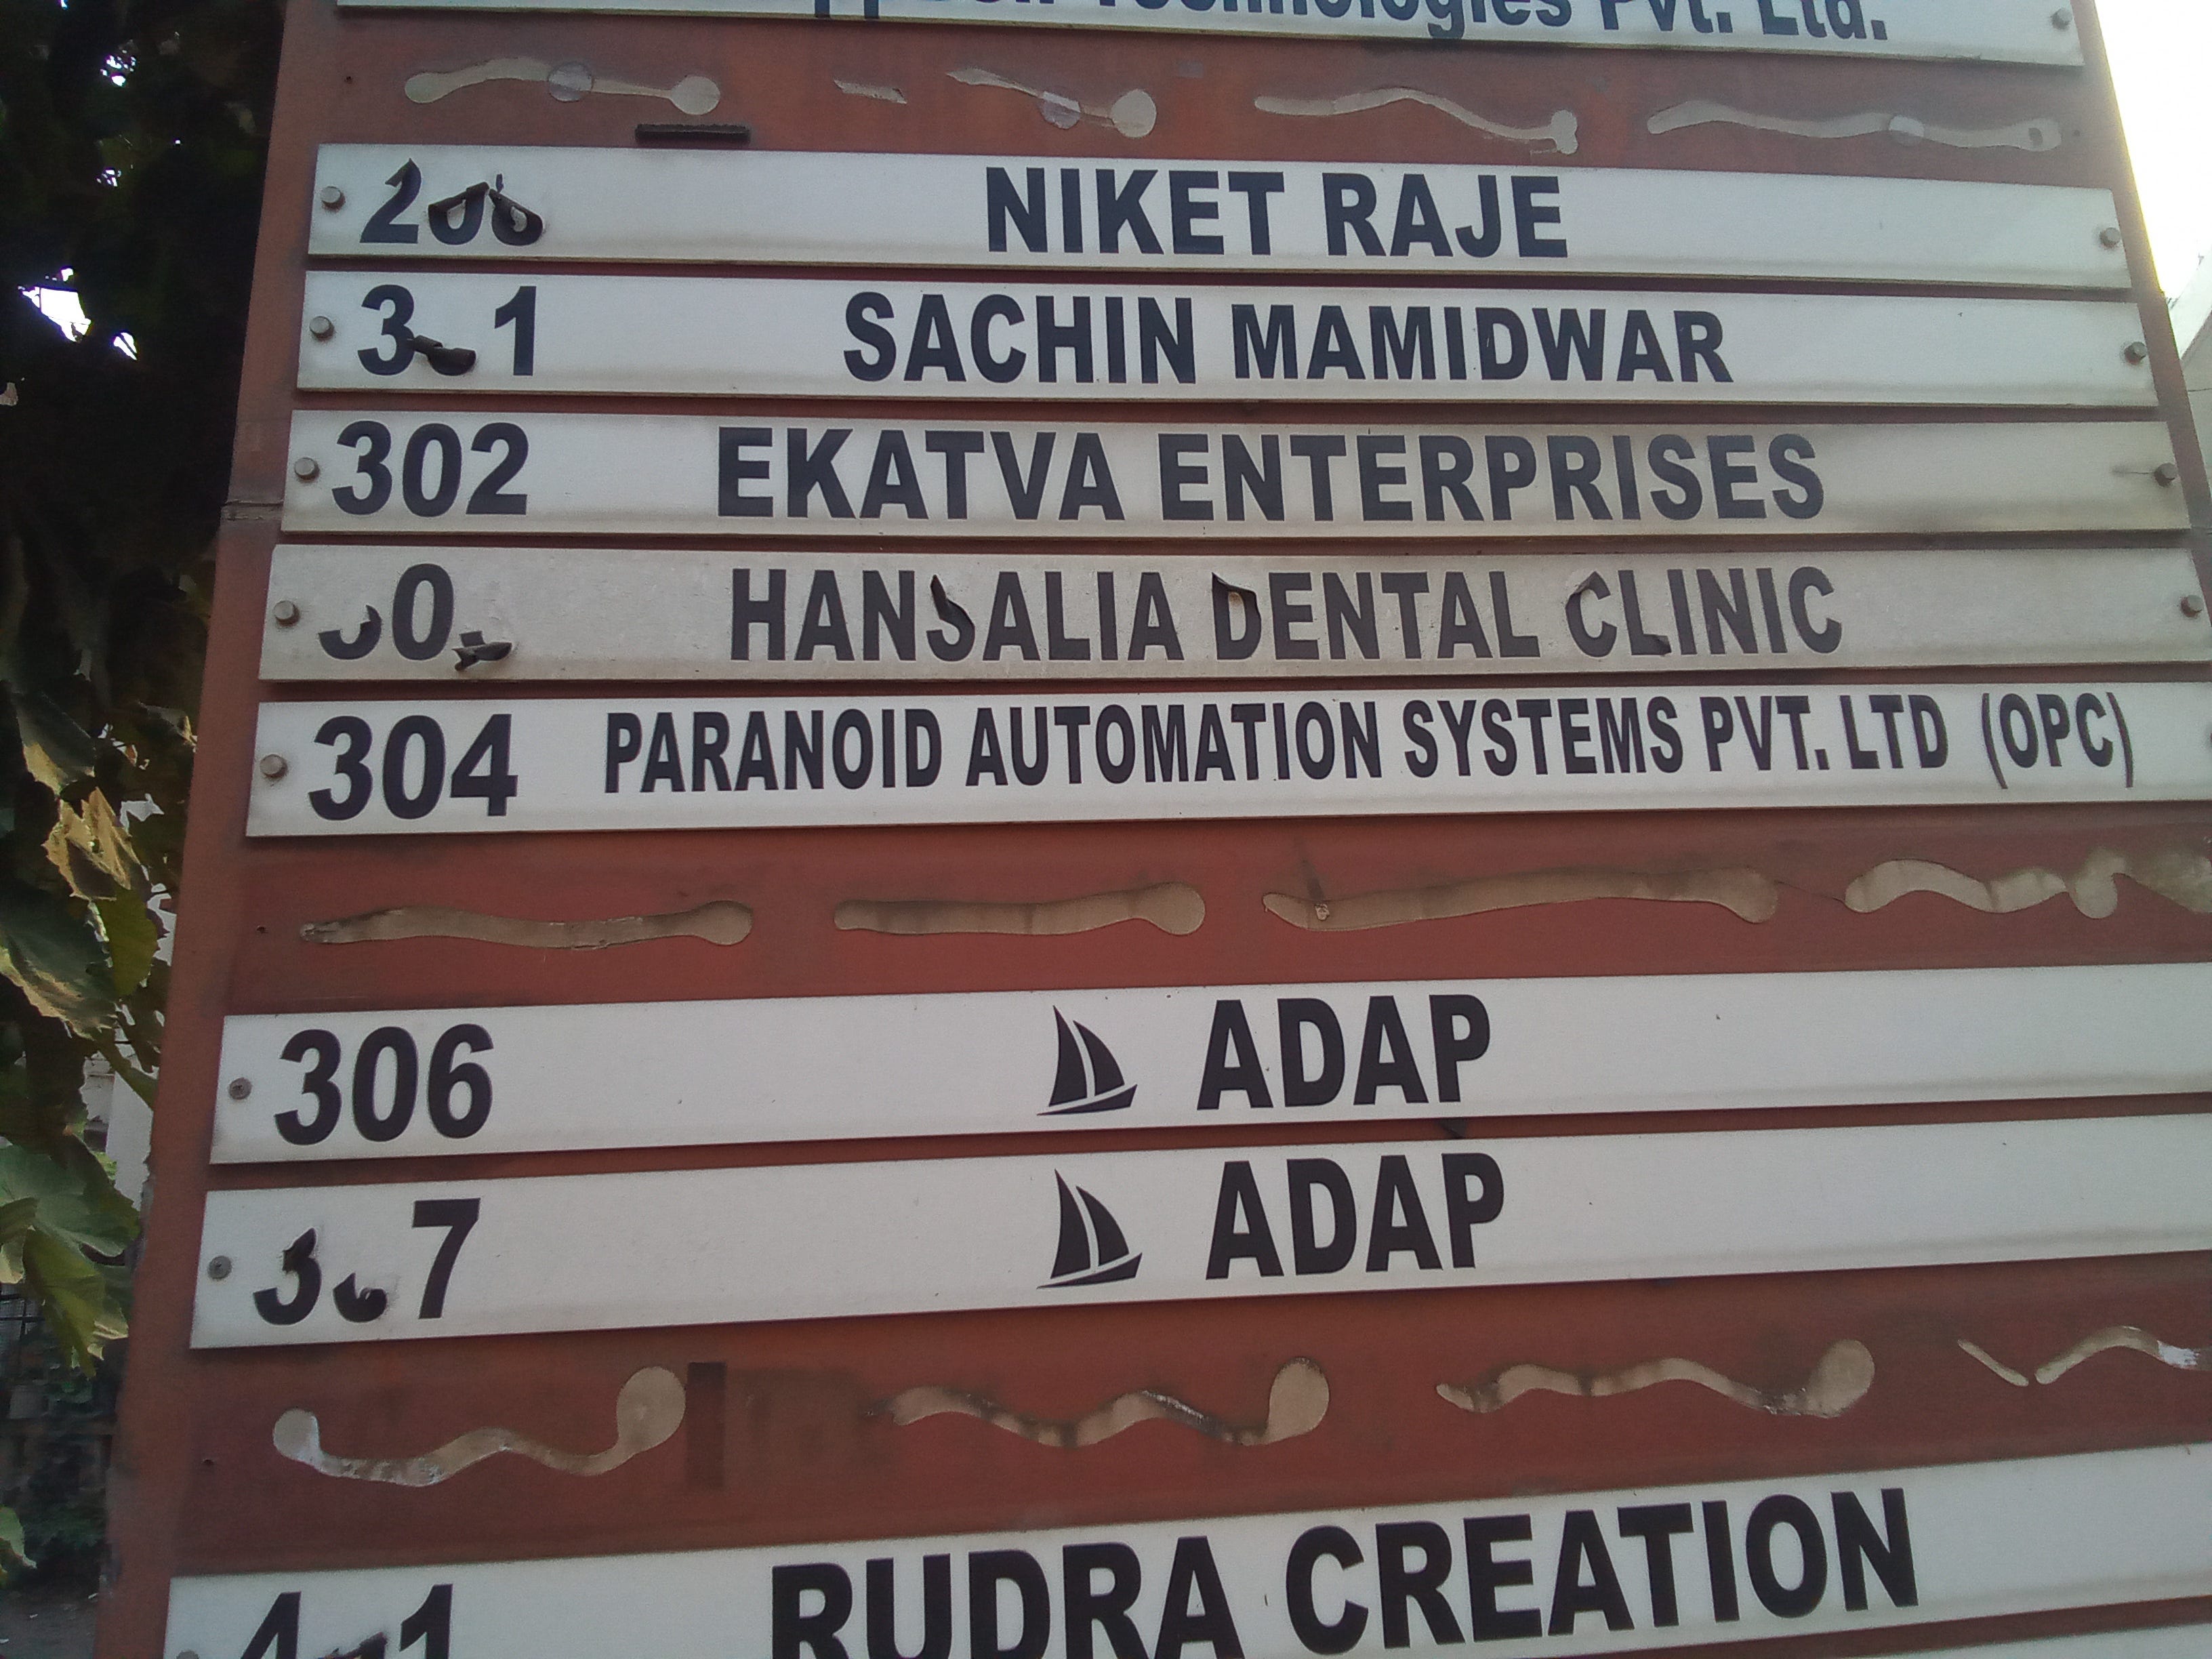 Technologies Pvt. Ltd.
NIKET RAJE
SACHIN MAMIDWAR
302 EKATVA ENTERPRISES
HANSALIA DENTAL CLINIC
304 PARANOID AUTOMATION SYSTEMS PVT. LTD (OPC)
306 ADAP
ADAP
RUDRA CREATION